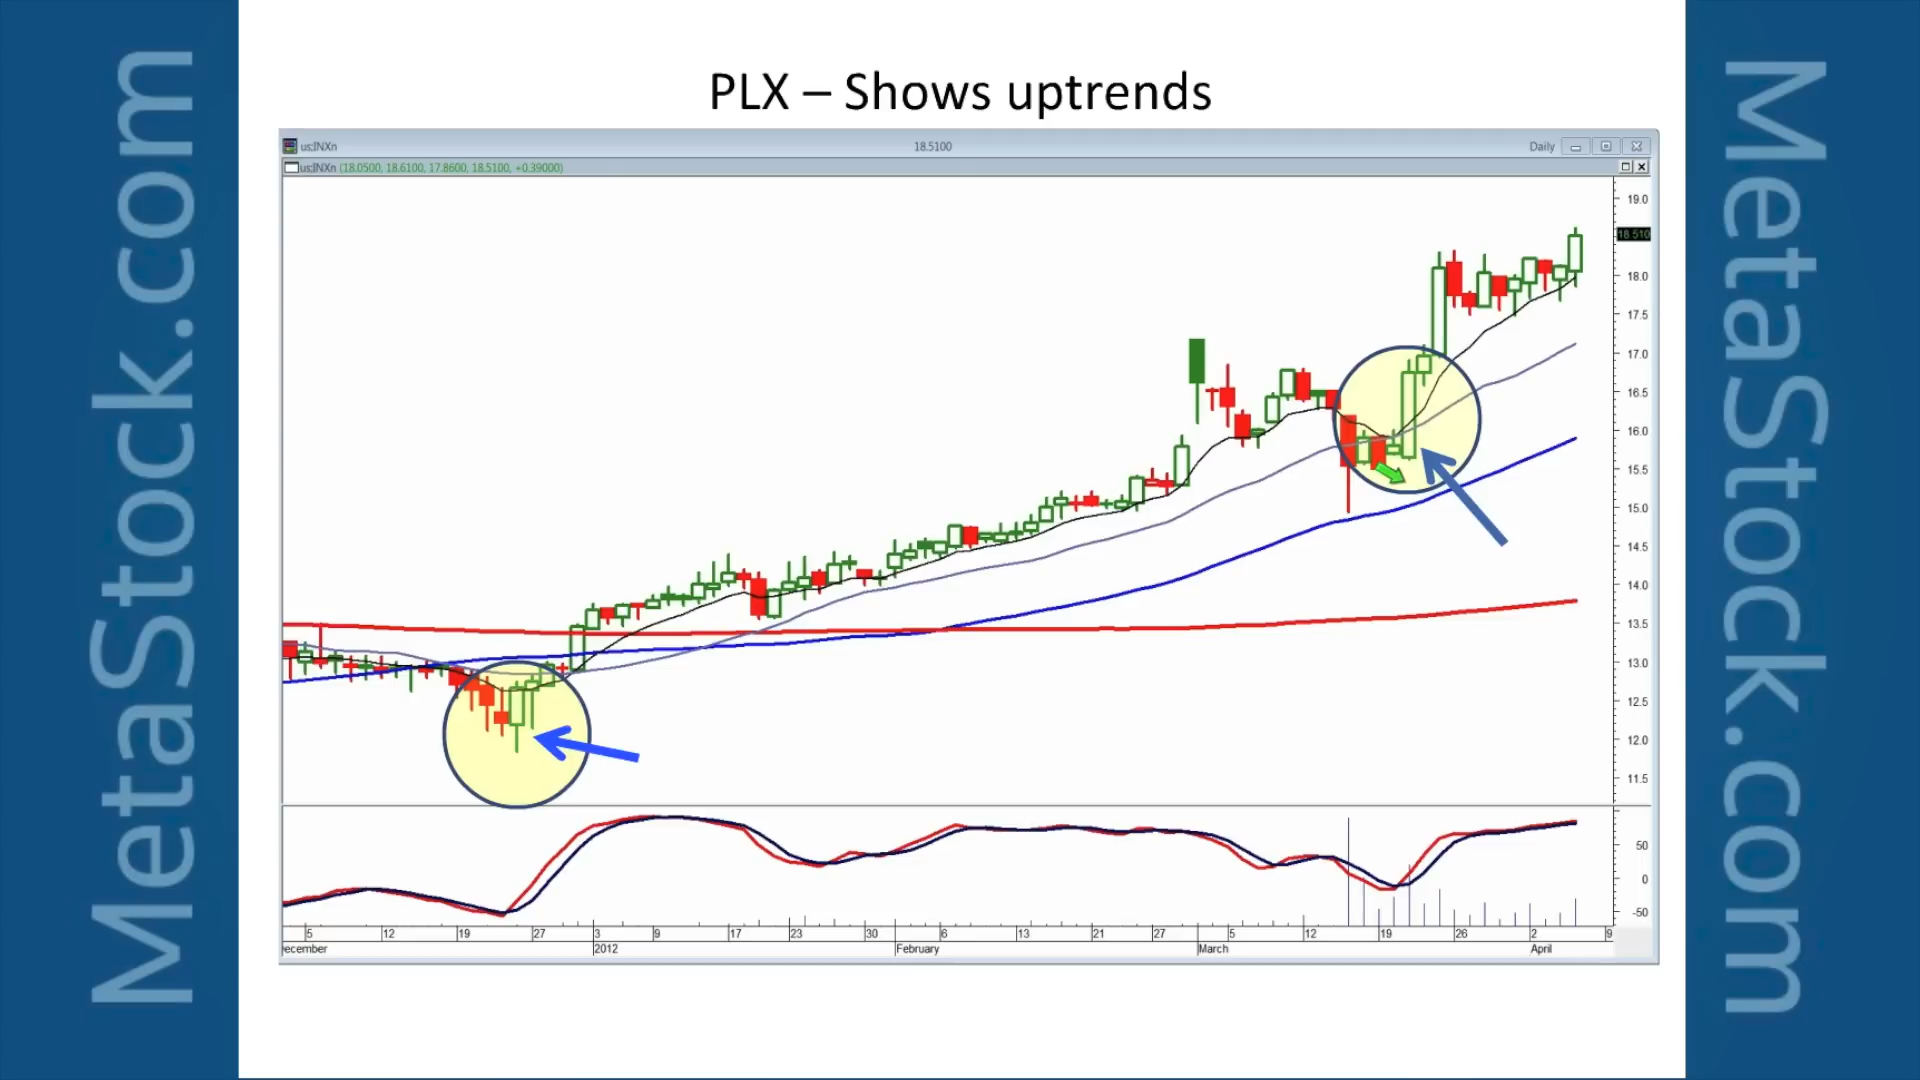 MetaStock.com
PLX – Shows uptrends
us;INXn
18.5100
Daily
us;INXn (18.0500, 18.6100, 17.8600, 18.5100, +0.39000)
19.0
18.510
18.0
17.5
17.0
16.5
16.0
15.5
15.0
14.5
14.0
13.5
13.0
12.5
12.0
11.5
50
0
-50
5 12 19 27 3 9 17 23 30 6 13 21 27 5 12 19 26 2 9
ecember 2012 February March April
MetaStock.com